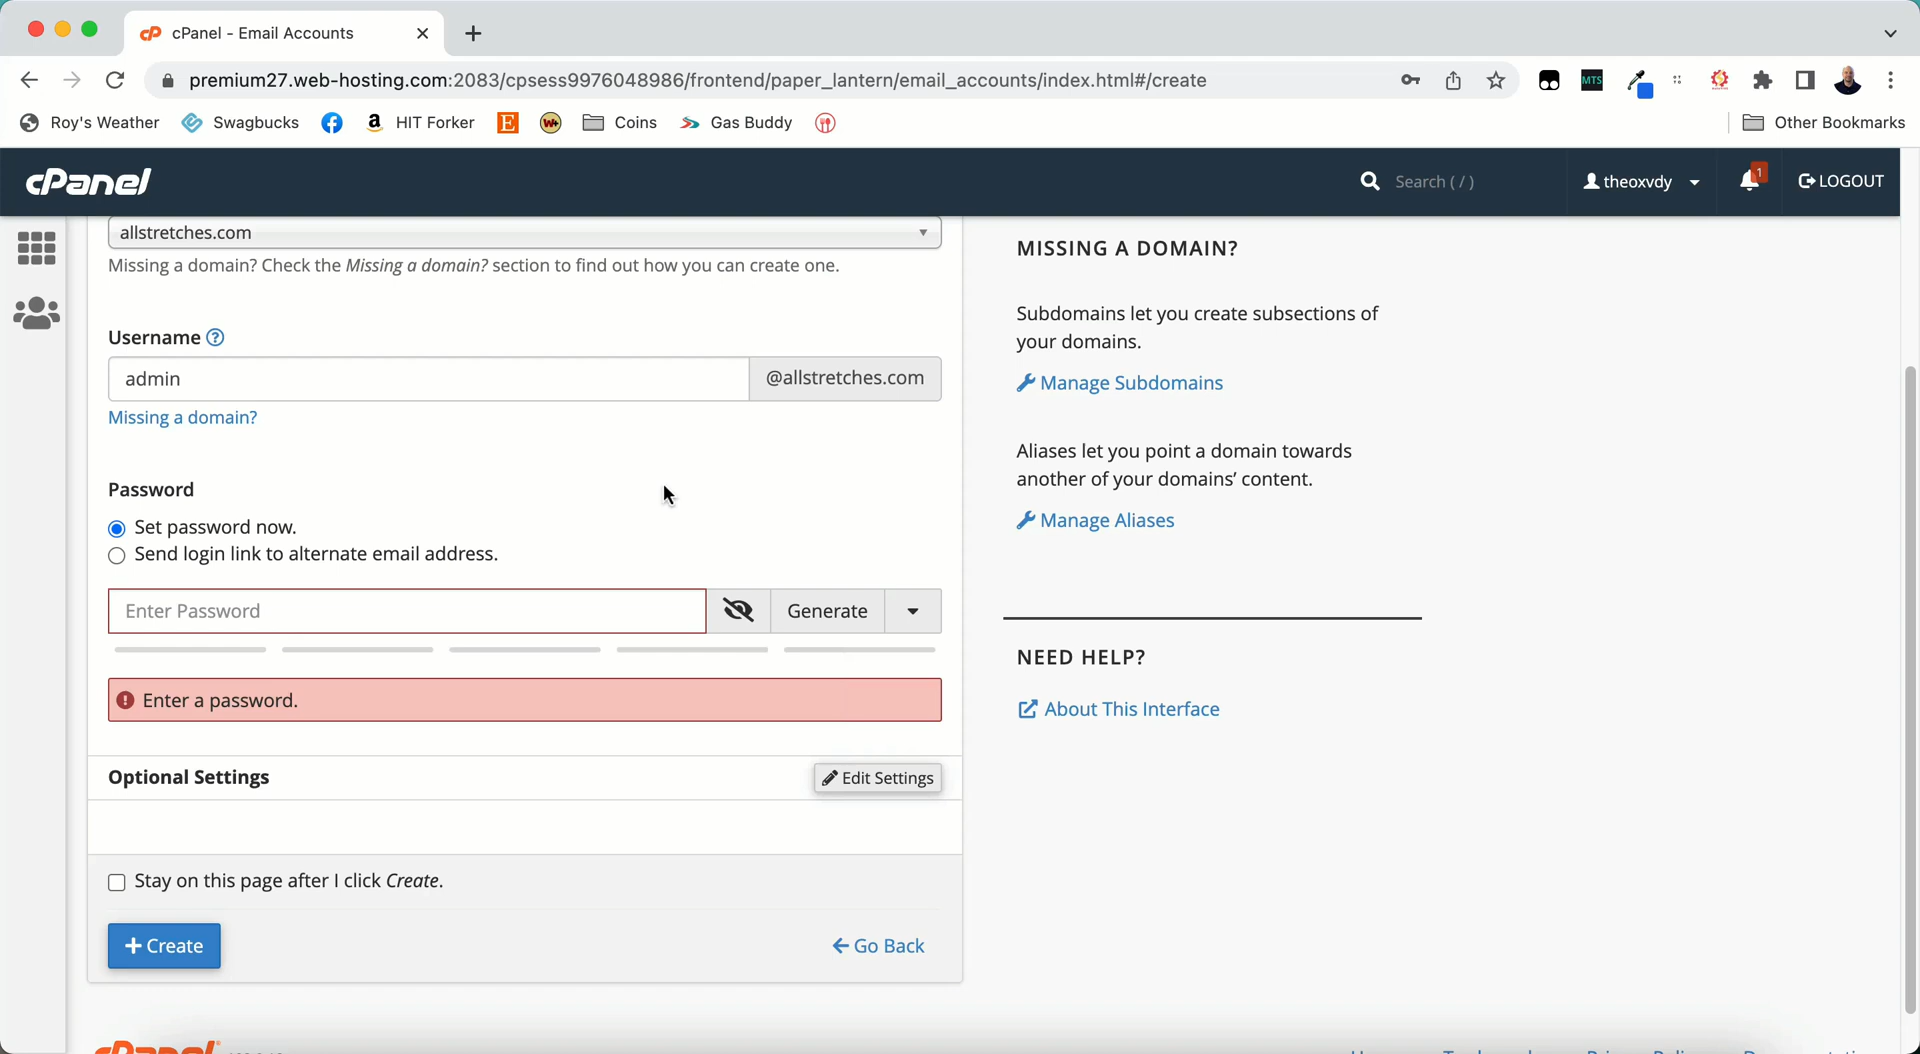 cPanel - Email Accounts
premium27.web-hosting.com:2083/cpsess9976048986/frontend/paper_lantern/email_accounts/index.html#/create
MTS
Roy's Weather
Swagbucks
HIT Forker
E
W+
Coins
Gas Buddy
Other Bookmarks
cPanel
Search ( / )
theoxvdy
1
LOGOUT
allstretches.com
Missing a domain? Check the Missing a domain? section to find out how you can create one.
Username
admin
@allstretches.com
Missing a domain?
Password
Set password now.
Send login link to alternate email address.
Enter Password
Generate
Enter a password.
Optional Settings
Edit Settings
Stay on this page after I click Create.
+ Create
Go Back
MISSING A DOMAIN?
Subdomains let you create subsections of
your domains.
Manage Subdomains
Aliases let you point a domain towards
another of your domains' content.
Manage Aliases
NEED HELP?
About This Interface